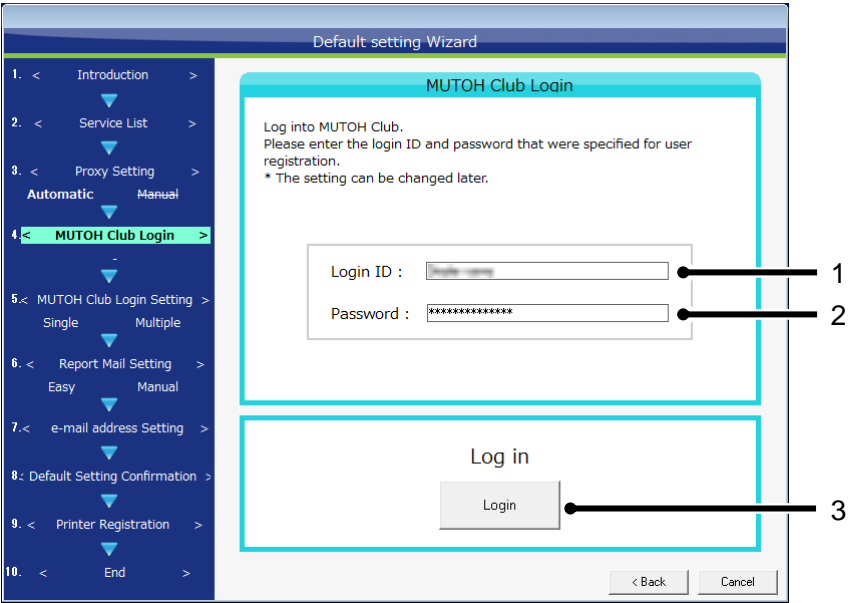 Default setting Wizard
1. < Introduction >
2. < Service List >
3. < Proxy Setting >
Automatic Manual
4. < MUTOH Club Login >
-
5. < MUTOH Club Login Setting >
Single Multiple
6. < Report Mail Setting >
Easy Manual
7. < e-mail address Setting >
8. < Default Setting Confirmation >
9. < Printer Registration >
10. < End >
MUTOH Club Login
Log into MUTOH Club.
Please enter the login ID and password that were specified for user
registration.
* The setting can be changed later.
Login ID :
1
Password : **************
2
Log in
Login
3
< Back Cancel